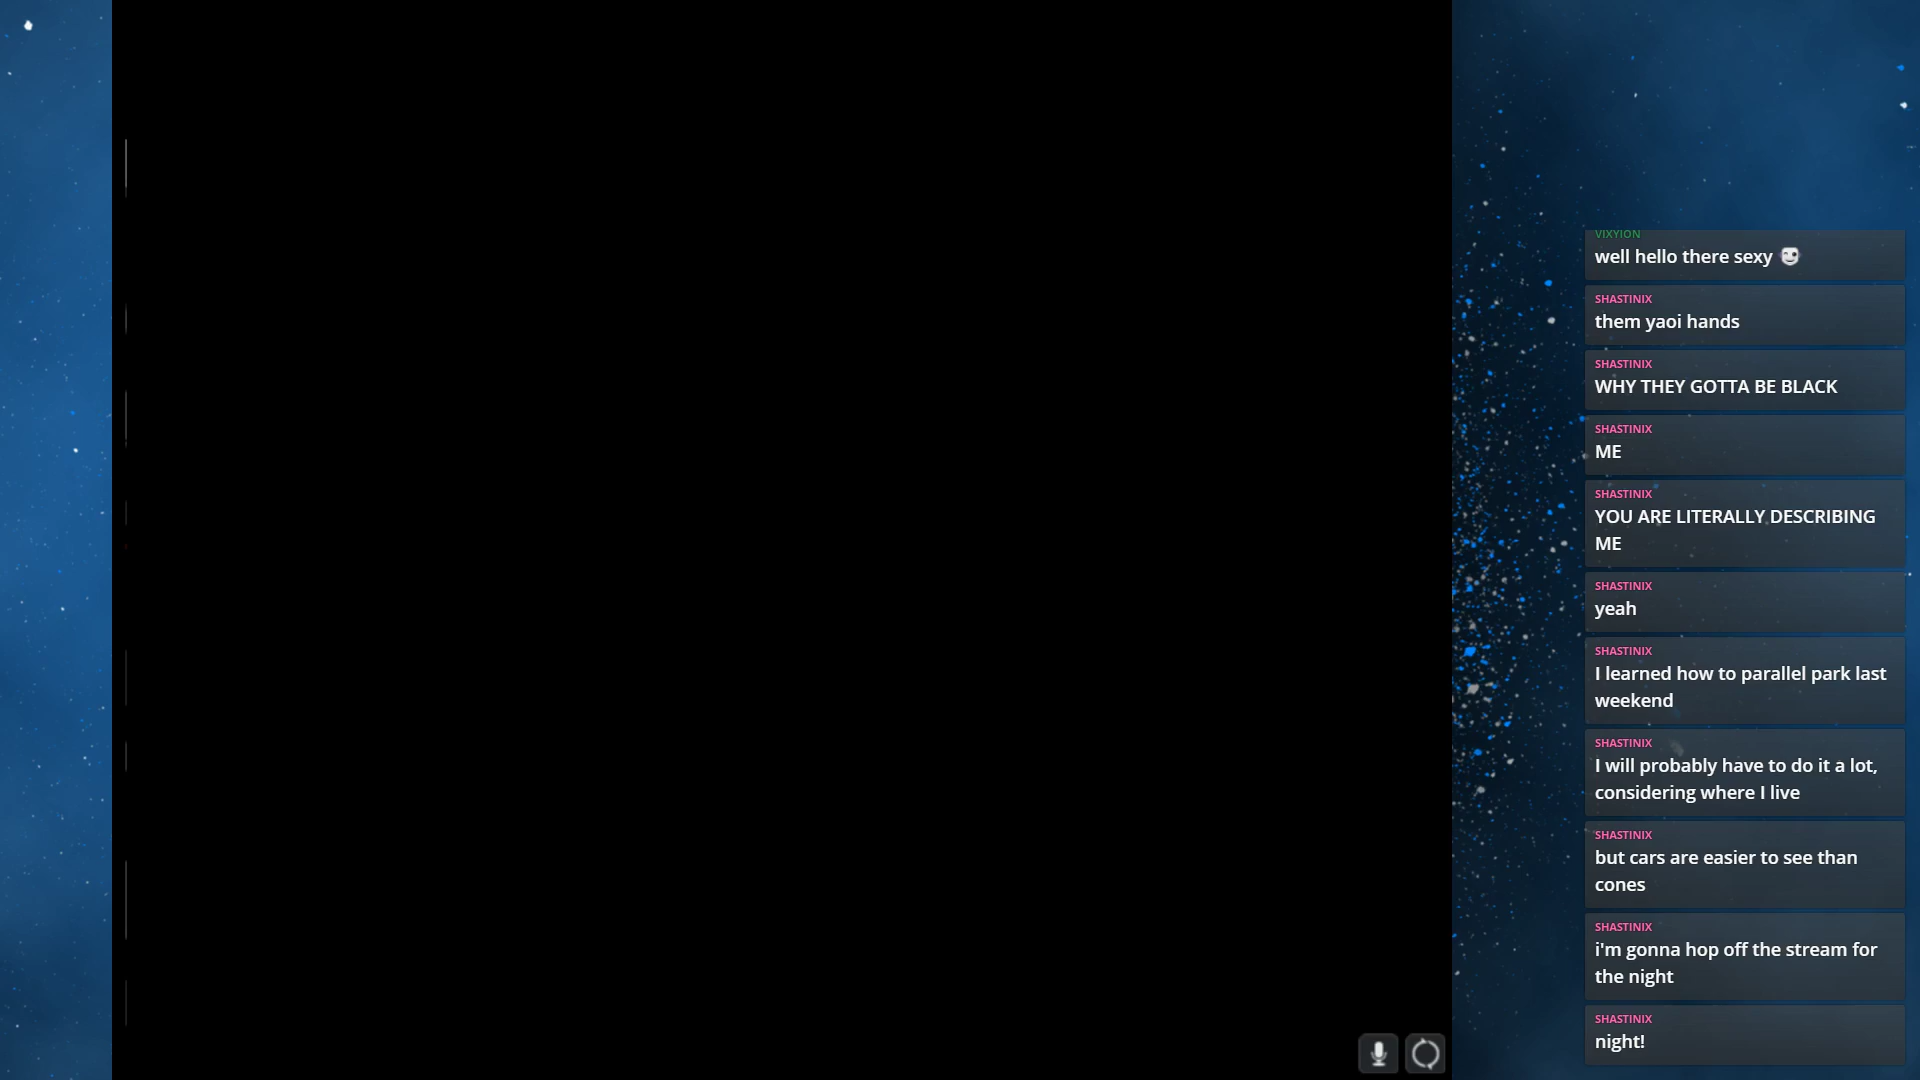 VIXYION
well hello there sexy
SHASTINIX
them yaoi hands
SHASTINIX
WHY THEY GOTTA BE BLACK
SHASTINIX
ME
SHASTINIX
YOU ARE LITERALLY DESCRIBING
ME
SHASTINIX
yeah
SHASTINIX
I learned how to parallel park last
weekend
SHASTINIX
I will probably have to do it a lot,
considering where I live
SHASTINIX
but cars are easier to see than
cones
SHASTINIX
i'm gonna hop off the stream for
the night
SHASTINIX
night!